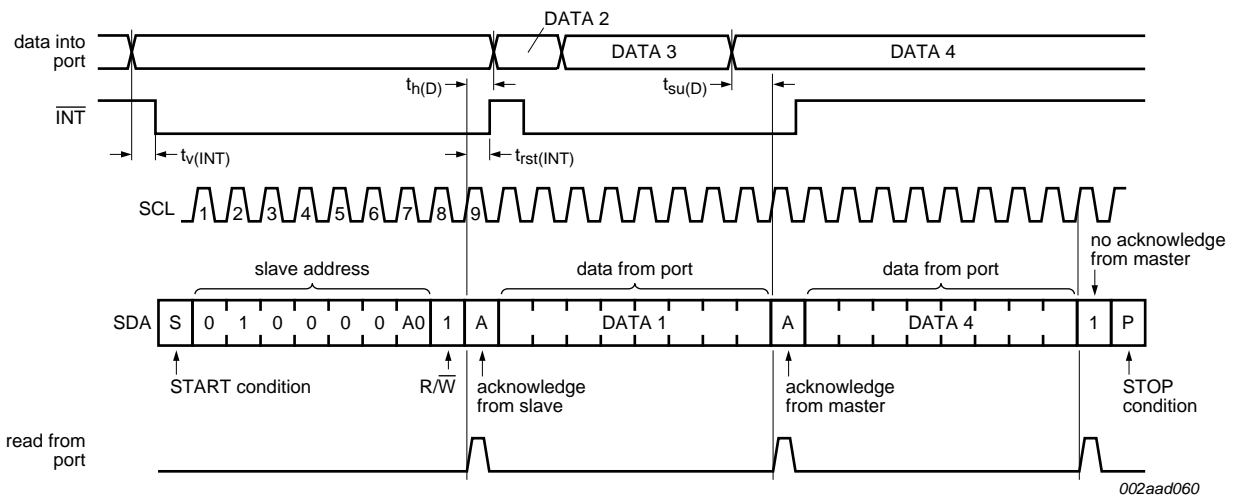 DATA 2
data into
port
DATA 3
DATA 4
th(D)
tsu(D)
INT
tv(INT)
trst(INT)
SCL
1 2 3 4 5 6 7 8 9
no acknowledge
from master
slave address
data from port
data from port
SDA S 0 1 0 0 0 0 A0 1 A DATA 1 A DATA 4 1 P
START condition
R/W
acknowledge
from slave
acknowledge
from master
STOP
condition
read from
port
002aad060